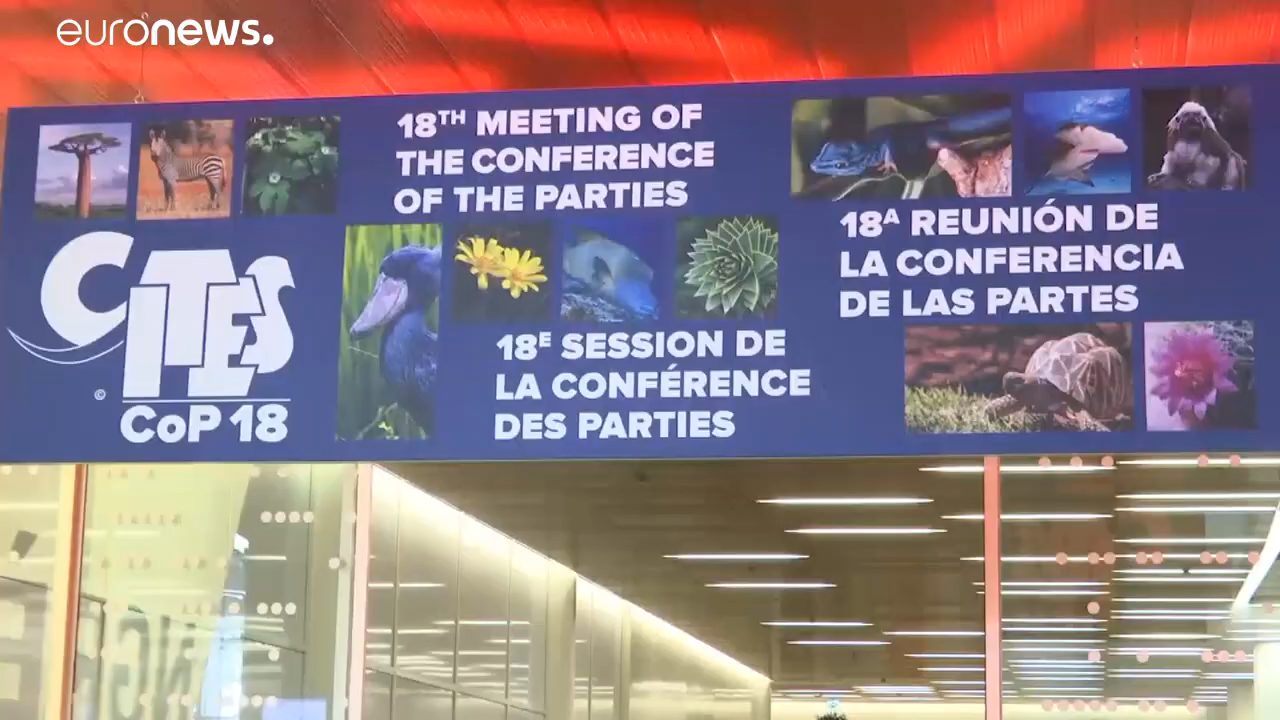 euronews.
18TH MEETING OF
THE CONFERENCE
OF THE PARTIES
CITES
©
CoP 18
18E SESSION DE
LA CONFÉRENCE
DES PARTIES
18A REUNIÓN DE
LA CONFERENCIA
DE LAS PARTES